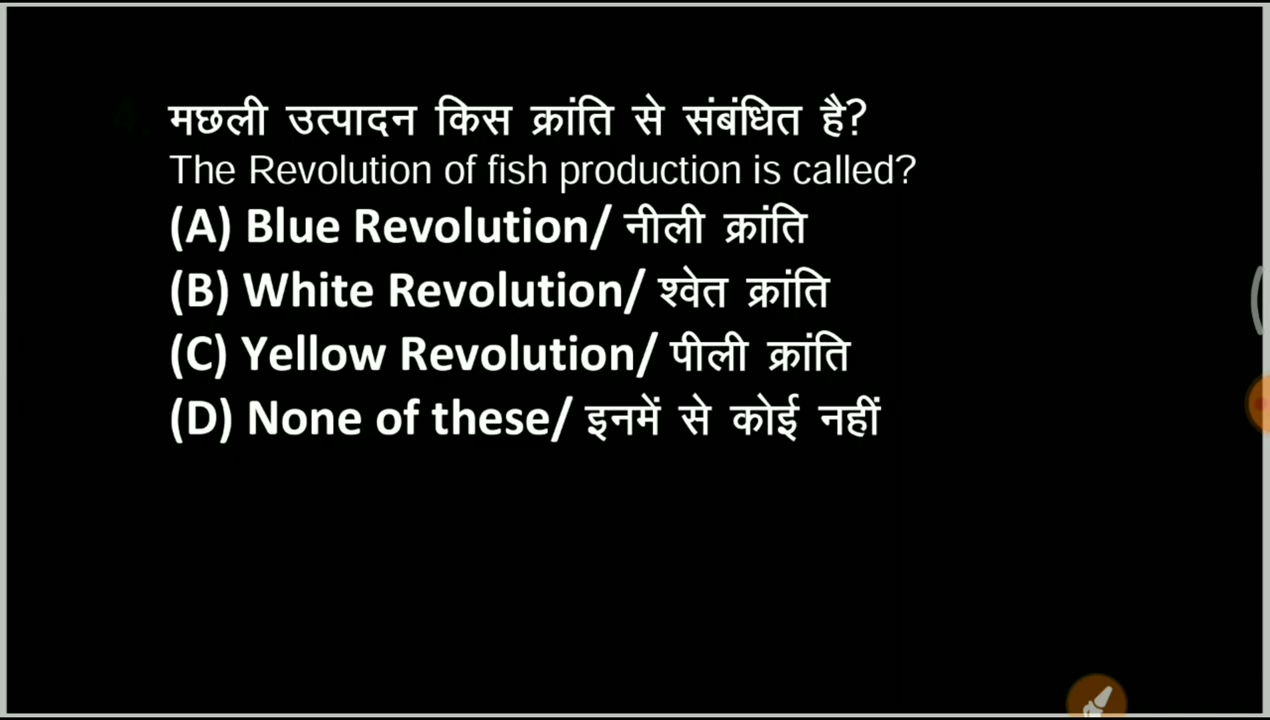 मछली उत्पादन किस क्रांति से संबंधित है?
The Revolution of fish production is called?
(A) Blue Revolution/ नीली क्रांति
(B) White Revolution/ श्वेत क्रांति
(C) Yellow Revolution/ पीली क्रांति
(D) None of these/ इनमें से कोई नहीं